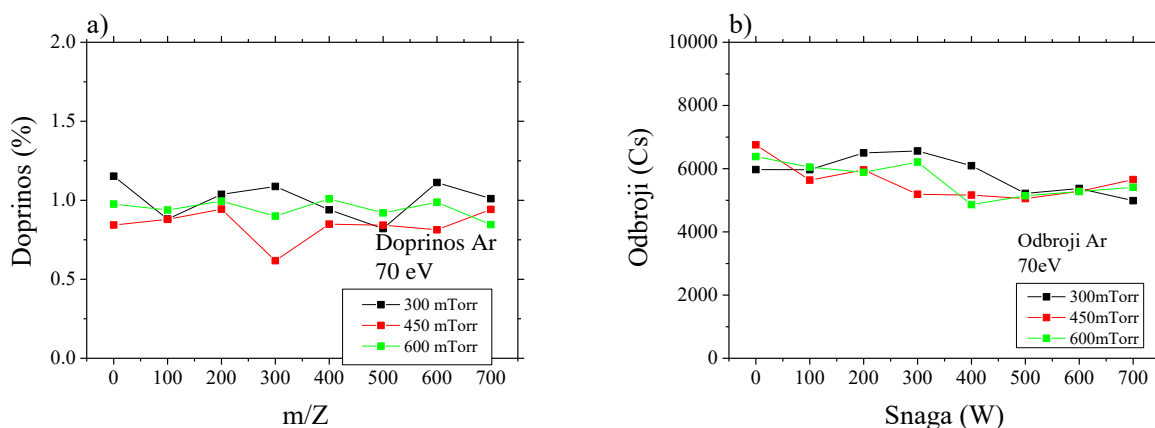 a)
Doprinos (%)
2.0
1.5
1.0
0.5
0.0
Doprinos Ar
70 eV
300 mTorr
450 mTorr
600 mTorr
0 100 200 300 400 500 600 700
m/Z
b)
Odbroji (Cs)
10000
8000
6000
4000
2000
0
Odbroji Ar
70eV
300mTorr
450mTorr
600mTorr
0 100 200 300 400 500 600 700
Snaga (W)